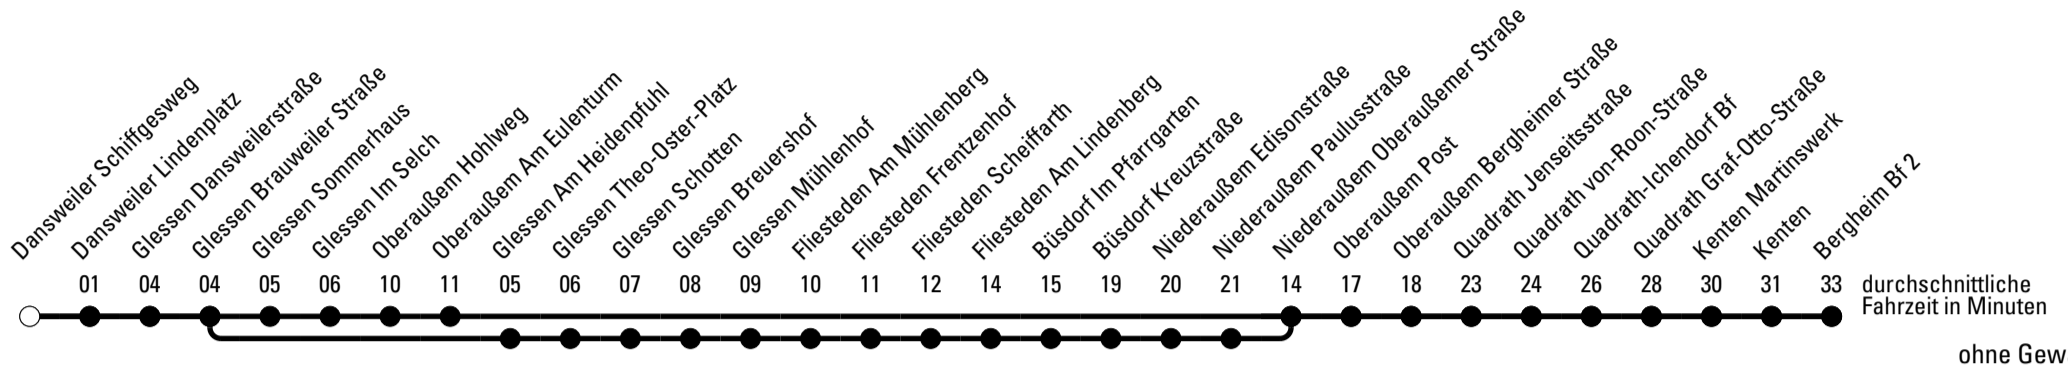 Dansweiler Schiffgesweg
Dansweiler Lindenplatz
Glessen Dansweilerstraße
Glessen Brauweiler Straße
Glessen Sommerhaus
Glessen Im Selch
Oberaußem Hohlweg
Oberaußem Am Eulenturm
Glessen Am Heidenpfuhl
Glessen Theo-Oster-Platz
Glessen Schotten
Glessen Breuershof
Glessen Mühlenhof
Fliesteden Am Mühlenberg
Fliesteden Frentzenhof
Fliesteden Scheiffarth
Fliesteden Am Lindenberg
Büsdorf Im Pfarrgarten
Büsdorf Kreuzstraße
Niederaußem Edisonstraße
Niederaußem Paulusstraße
Niederaußem Oberaußemer Straße
Oberaußem Post
Oberaußem Bergheimer Straße
Quadrath Jenseitsstraße
Quadrath von-Roon-Straße
Quadrath-Ichendorf Bf
Quadrath Graf-Otto-Straße
Kenten Martinswerk
Kenten
Bergheim Bf 2
01 04 04 05 06 10 11 05 06 07 08 09 10 11 12 14 15 19 20 21 14 17 18 23 24 26 28 30 31 33
durchschnittliche
Fahrzeit in Minuten
ohne Gew